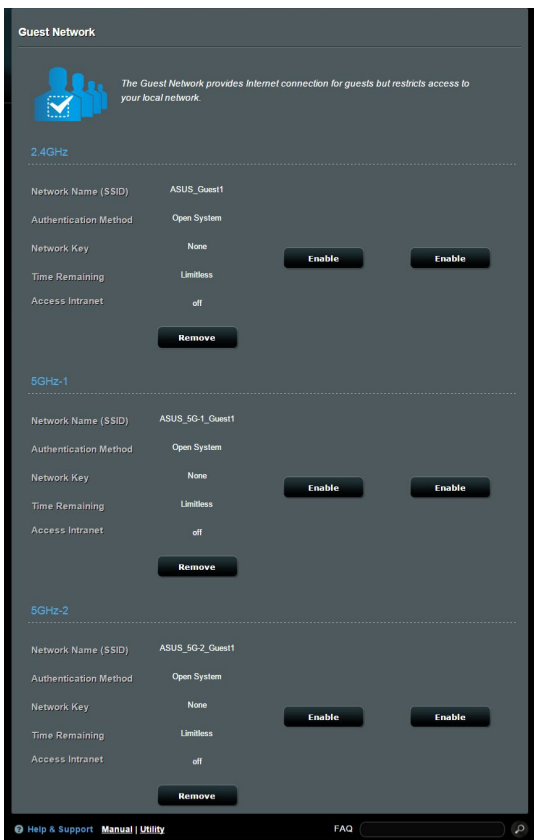 Guest Network
The Guest Network provides Internet connection for guests but restricts access to
your local network.
2.4GHz
Network Name (SSID) ASUS_Guest1
Authentication Method Open System
Network Key None
Enable Enable
Time Remaining Limitless
Access Intranet off
Remove
5GHz-1
Network Name (SSID) ASUS_5G-1_Guest1
Authentication Method Open System
Network Key None
Enable Enable
Time Remaining Limitless
Access Intranet off
Remove
5GHz-2
Network Name (SSID) ASUS_5G-2_Guest1
Authentication Method Open System
Network Key None
Enable Enable
Time Remaining Limitless
Access Intranet off
Remove
? Help & Support Manual | Utility FAQ